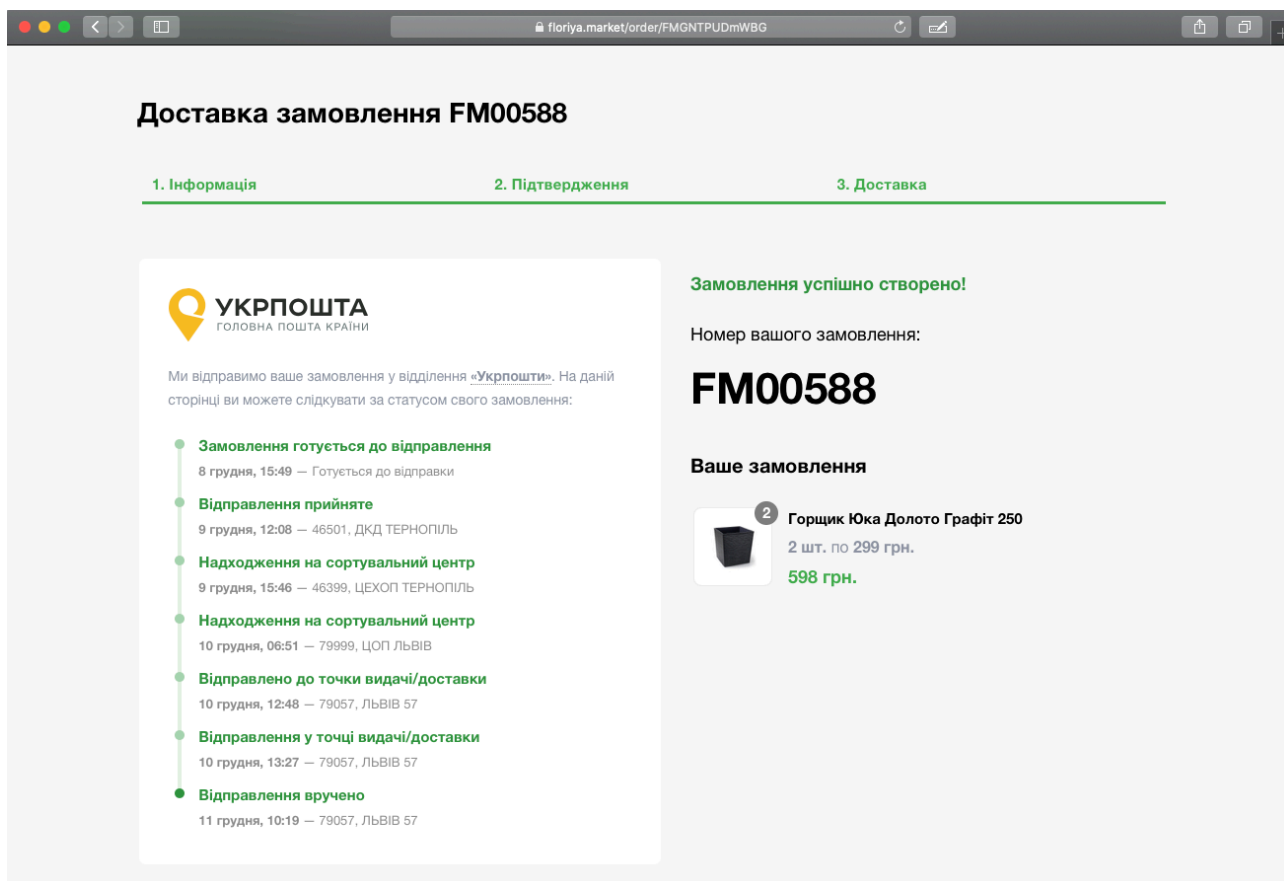 floriya.market/order/FMGNTPUDmWBG
Доставка замовлення FM00588
1. Інформація
2. Підтвердження
3. Доставка
УКРПОШТА
ГОЛОВНА ПОШТА КРАЇНИ
Ми відправимо ваше замовлення у відділення «Укрпошти». На даній
сторінці ви можете слідкувати за статусом свого замовлення:
Замовлення готується до відправлення
8 грудня, 15:49 — Готується до відправки
Відправлення прийняте
9 грудня, 12:08 — 46501, ДКД ТЕРНОПІЛЬ
Надходження на сортувальний центр
9 грудня, 15:46 — 46399, ЦЕХОП ТЕРНОПІЛЬ
Надходження на сортувальний центр
10 грудня, 06:51 — 79999, ЦОП ЛЬВІВ
Відправлено до точки видачі/доставки
10 грудня, 12:48 — 79057, ЛЬВІВ 57
Відправлення у точці видачі/доставки
10 грудня, 13:27 — 79057, ЛЬВІВ 57
Відправлення вручено
11 грудня, 10:19 — 79057, ЛЬВІВ 57
Замовлення успішно створено!
Номер вашого замовлення:
FM00588
Ваше замовлення
2
Горщик Юка Долото Графіт 250
2 шт. по 299 грн.
598 грн.